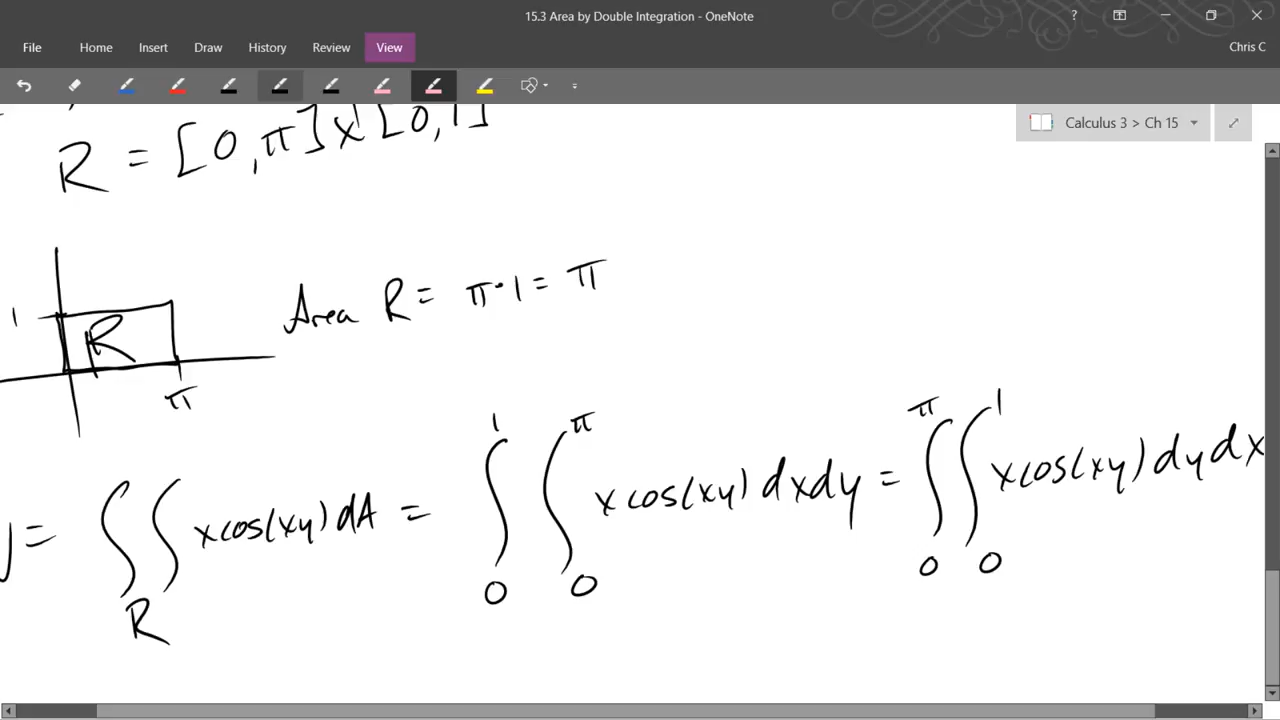 15.3 Area by Double Integration - OneNote
?
Chris C
File Home Insert Draw History Review View
Calculus 3 > Ch 15
R = [0,π] x [0,1]
1
R
π
Area R = π·1 = π
= ∫∫_R x cos(xy) dA = ∫_0^1 ∫_0^π x cos(xy) dx dy = ∫_0^π ∫_0^1 x cos(xy) dy dx